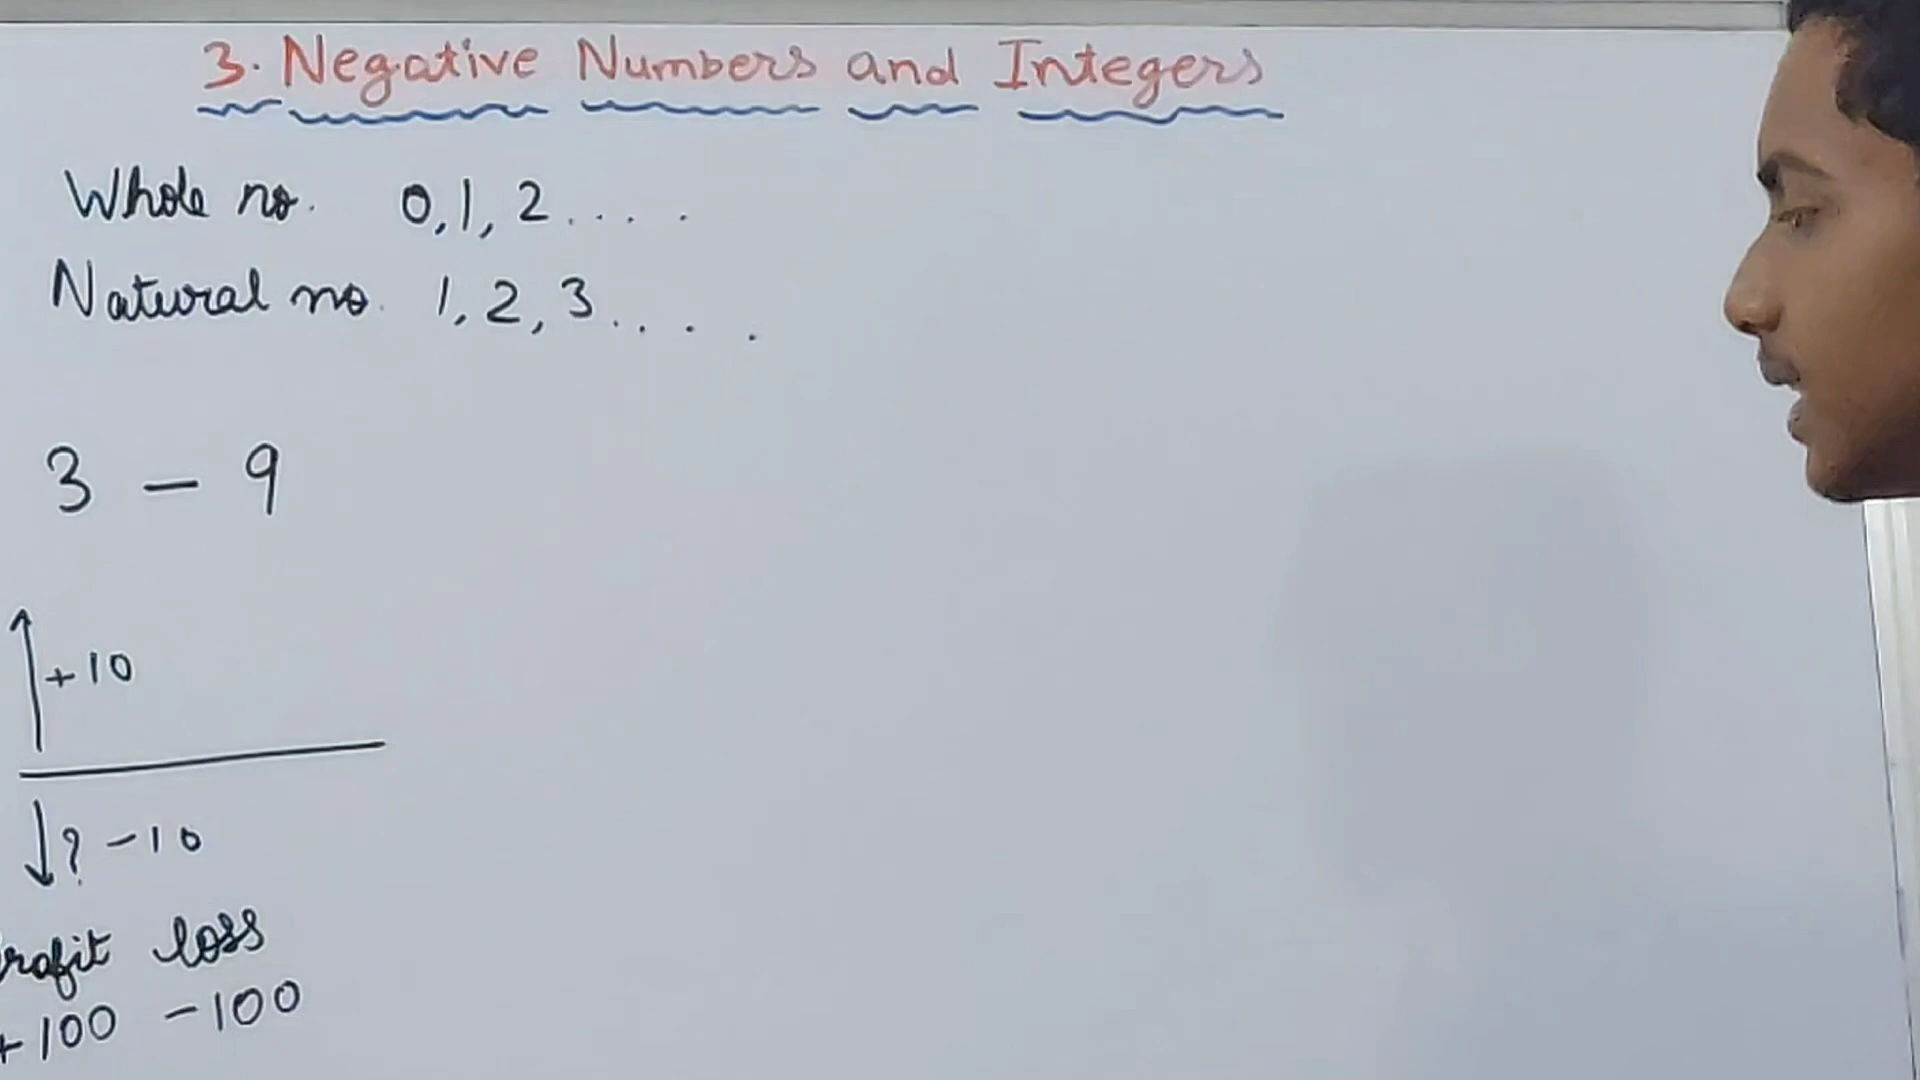 3. Negative Numbers and Integers
Whole no. 0,1, 2....
Natural no. 1, 2, 3....
3 - 9
+10
? -10
rofit loss
+100 -100